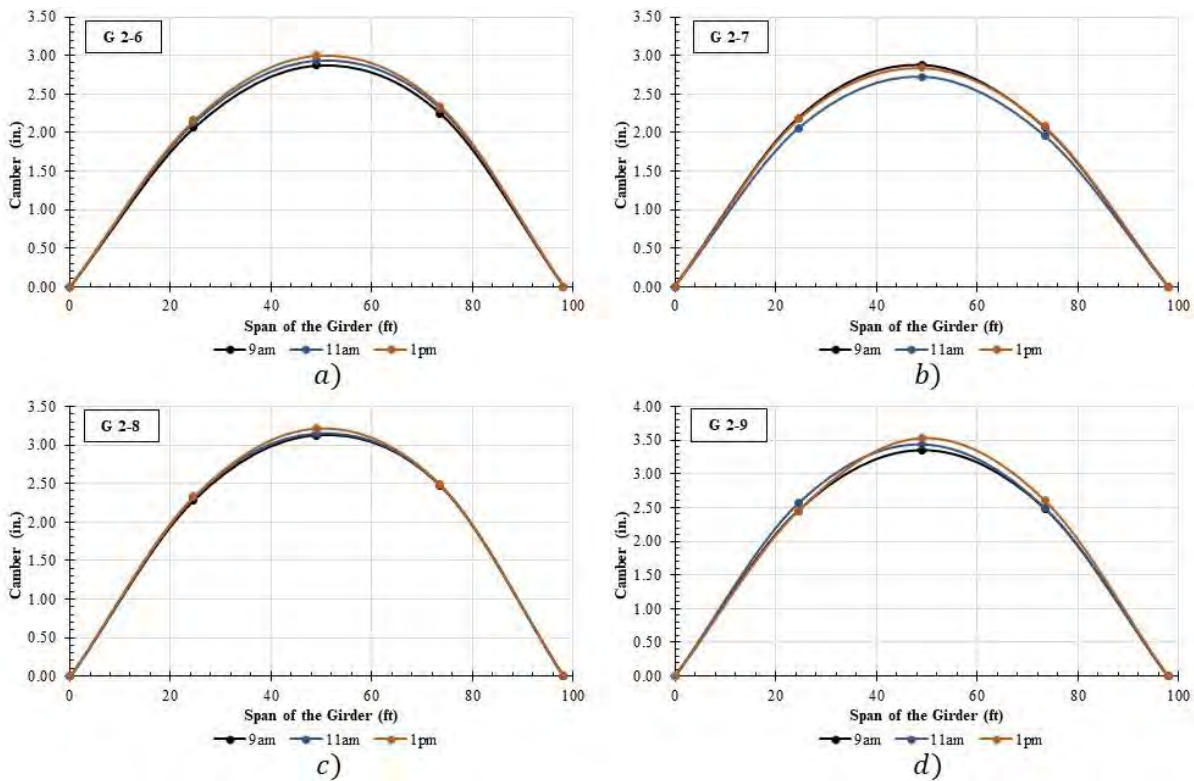 G 2-6
Camber (in.)
3.50
3.00
2.50
2.00
1.50
1.00
0.50
0.00
0 20 40 60 80 100
Span of the Girder (ft)
9am 11am 1pm
a)
G 2-7
Camber (in.)
3.50
3.00
2.50
2.00
1.50
1.00
0.50
0.00
0 20 40 60 80 100
Span of the Girder (ft)
9am 11am 1pm
b)
G 2-8
Camber (in.)
3.50
3.00
2.50
2.00
1.50
1.00
0.50
0.00
0 20 40 60 80 100
Span of the Girder (ft)
9am 11am 1pm
c)
G 2-9
Camber (in.)
4.00
3.50
3.00
2.50
2.00
1.50
1.00
0.50
0.00
0 20 40 60 80 100
Span of the Girder (ft)
9am 11am 1pm
d)